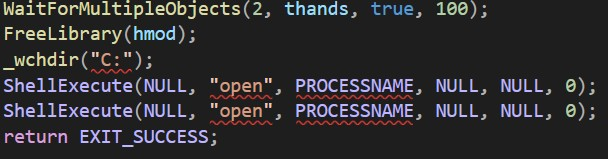 WaitForMultipleObjects(2, thands, true, 100);
FreeLibrary(hmod);
_wchdir("C:");
ShellExecute(NULL, "open", PROCESSNAME, NULL, NULL, 0);
ShellExecute(NULL, "open", PROCESSNAME, NULL, NULL, 0);
return EXIT_SUCCESS;